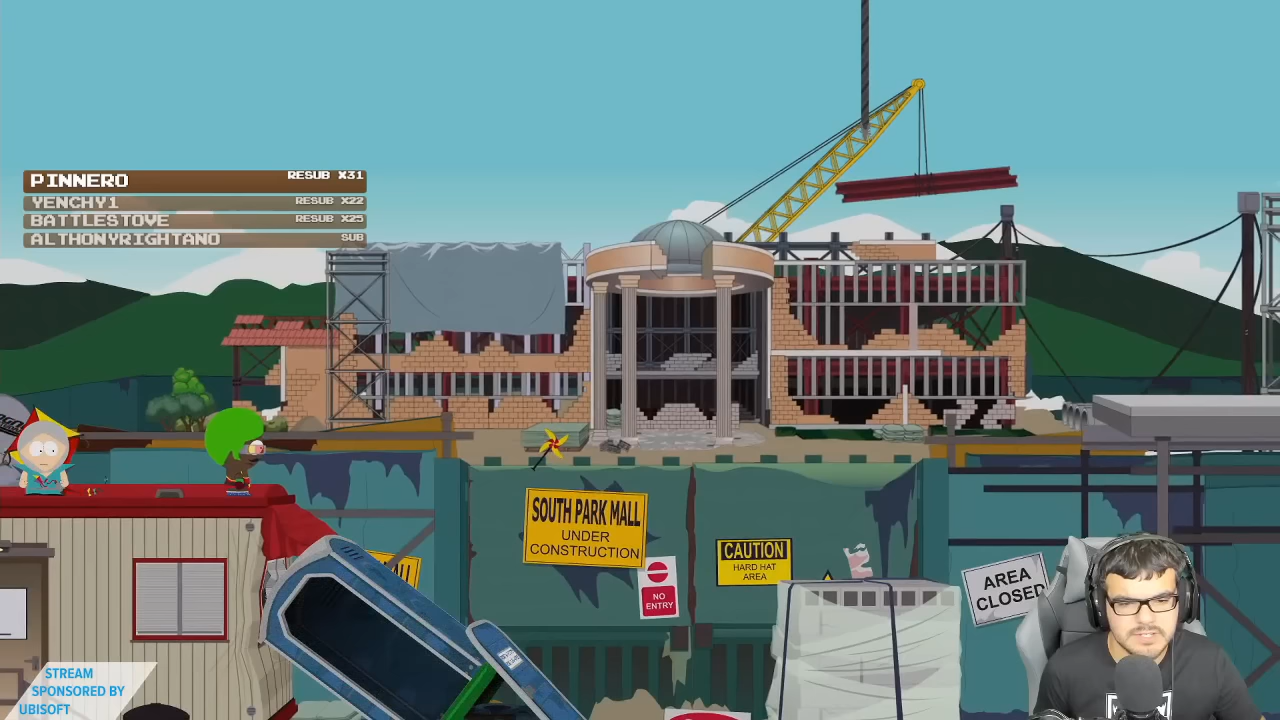 PINNERO RESUB X31
YENCHY1 RESUB X22
BATTLESTOVE RESUB X25
ALTHONYRIGHTANO SUB
SOUTH PARK MALL
UNDER
CONSTRUCTION
CAUTION
HARD HAT
AREA
NO
ENTRY
AREA
CLOSED
STREAM
SPONSORED BY
UBISOFT